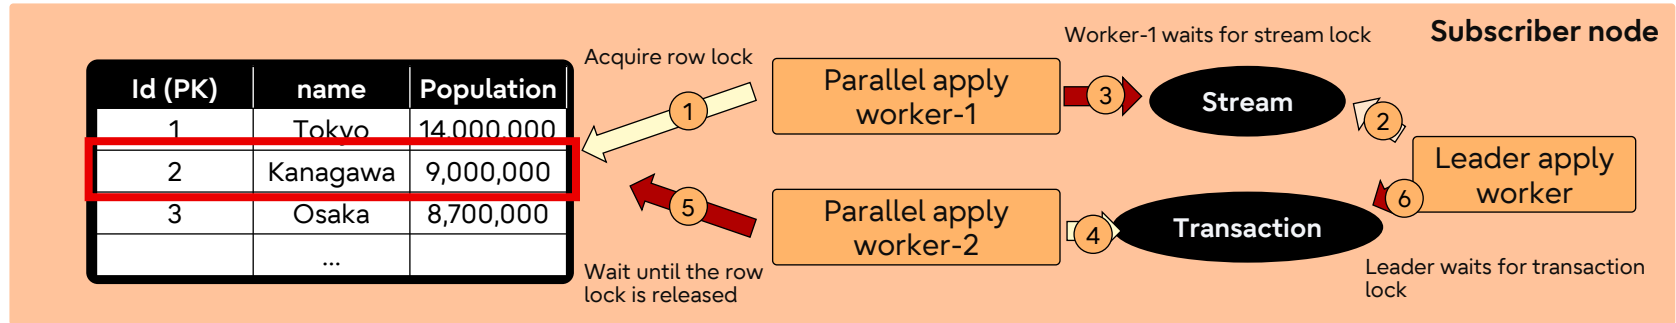 Subscriber node
Worker-1 waits for stream lock
Acquire row lock
Id (PK) name Population
1 Tokyo 14,000,000
2 Kanagawa 9,000,000
3 Osaka 8,700,000
...
1
Parallel apply
worker-1
3
Stream
2
Leader apply
worker
5
Parallel apply
worker-2
4
Transaction
6
Wait until the row
lock is released
Leader waits for transaction
lock